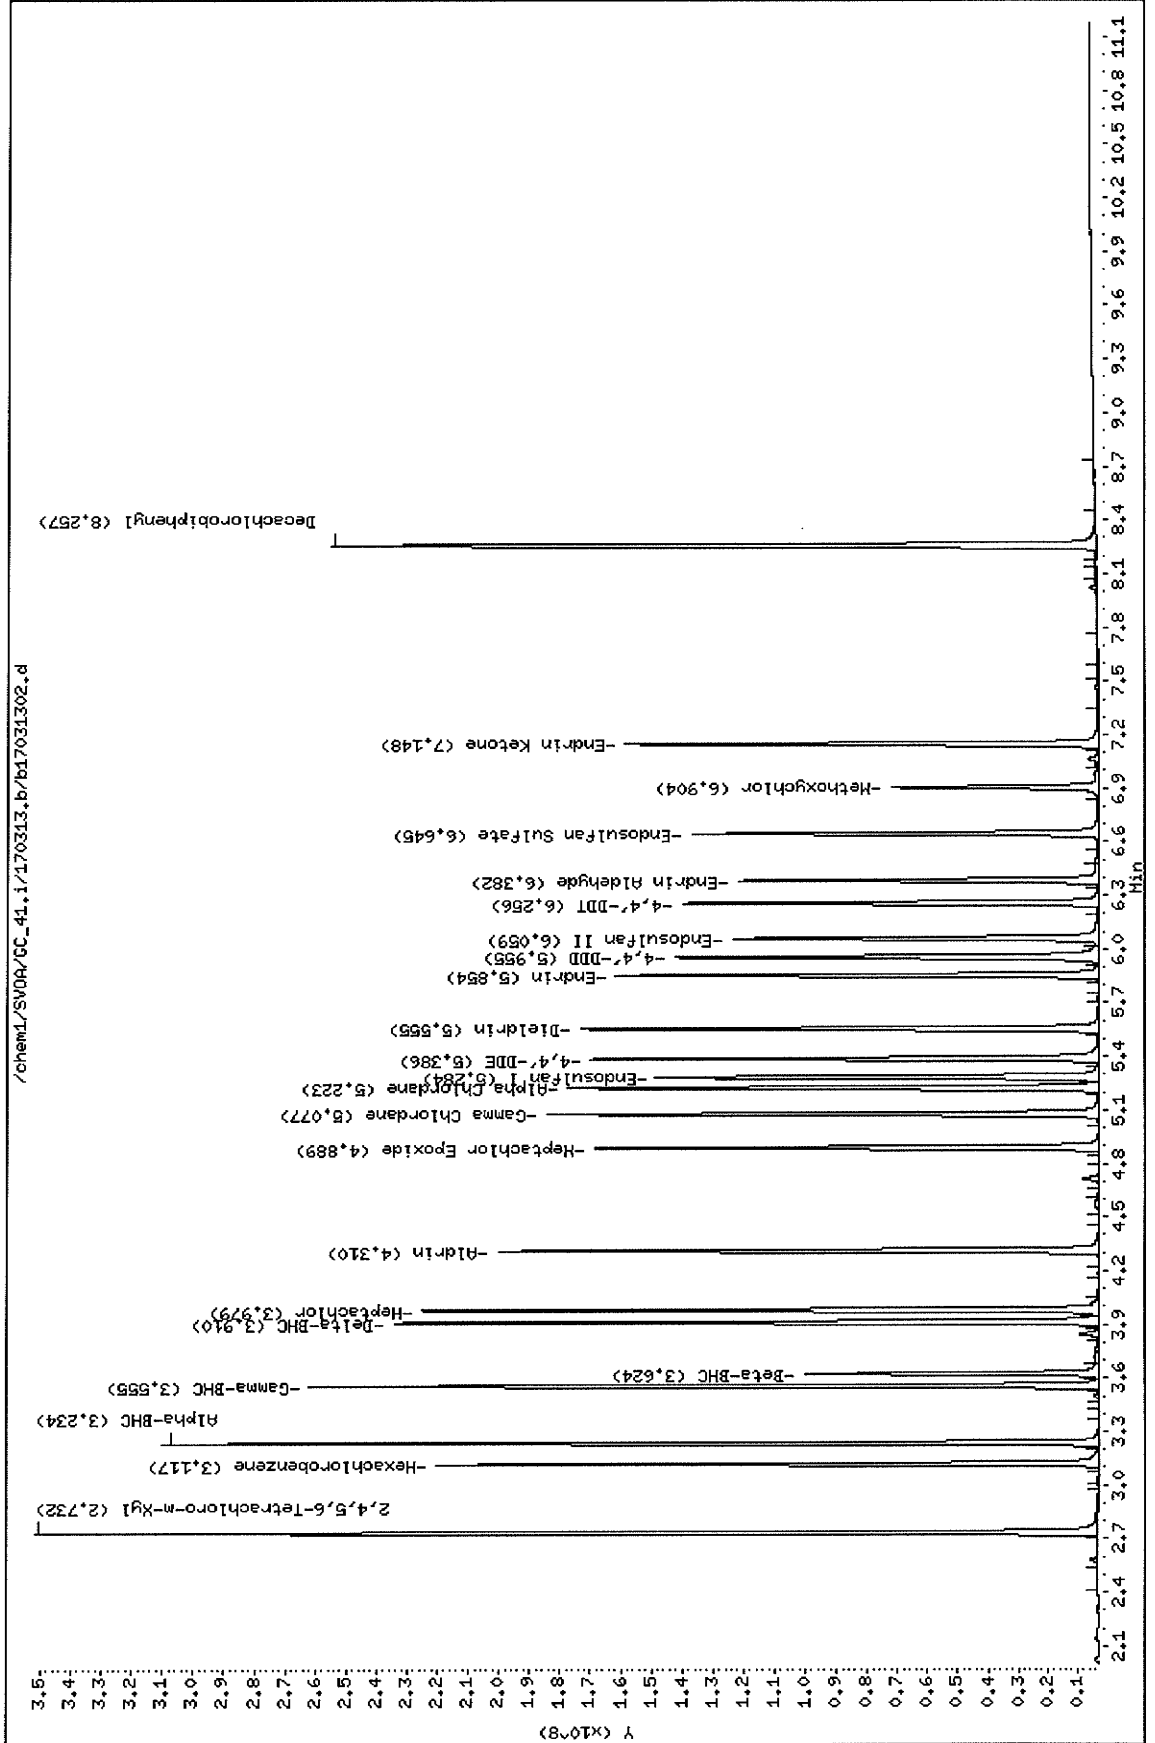 /chem1/SVOA/GC_41.i/170313.b/b17031302.d
Y (x10^8)
3.5
3.4
3.3
3.2
3.1
3.0
2.9
2.8
2.7
2.6
2.5
2.4
2.3
2.2
2.1
2.0
1.9
1.8
1.7
1.6
1.5
1.4
1.3
1.2
1.1
1.0
0.9
0.8
0.7
0.6
0.5
0.4
0.3
0.2
0.1
2,4,5,6-Tetrachloro-m-Xyl (2.732)
-Hexachlorobenzene (3.117)
Alpha-BHC (3.234)
-Gamma-BHC (3.555)
-Beta-BHC (3.624)
-Delta-BHC (3.910)
-Heptachlor (3.979)
-Aldrin (4.310)
-Heptachlor Epoxide (4.889)
-Gamma Chlordane (5.077)
-Alpha Chlordane (5.223)
-Endosulfan I (5.284)
-4,4'-DDE (5.386)
-Dieldrin (5.555)
-Endrin (5.854)
-4,4'-DDD (5.955)
-Endosulfan II (6.059)
-4,4'-DDT (6.256)
-Endrin Aldehyde (6.382)
-Endosulfan Sulfate (6.645)
-Methoxychlor (6.904)
-Endrin Ketone (7.148)
Decachlorobiphenyl (8.257)
2.1 2.4 2.7 3.0 3.3 3.6 3.9 4.2 4.5 4.8 5.1 5.4 5.7 6.0 6.3 6.6 6.9 7.2 7.5 7.8 8.1 8.4 8.7 9.0 9.3 9.6 9.9 10.2 10.5 10.8 11.1
Min